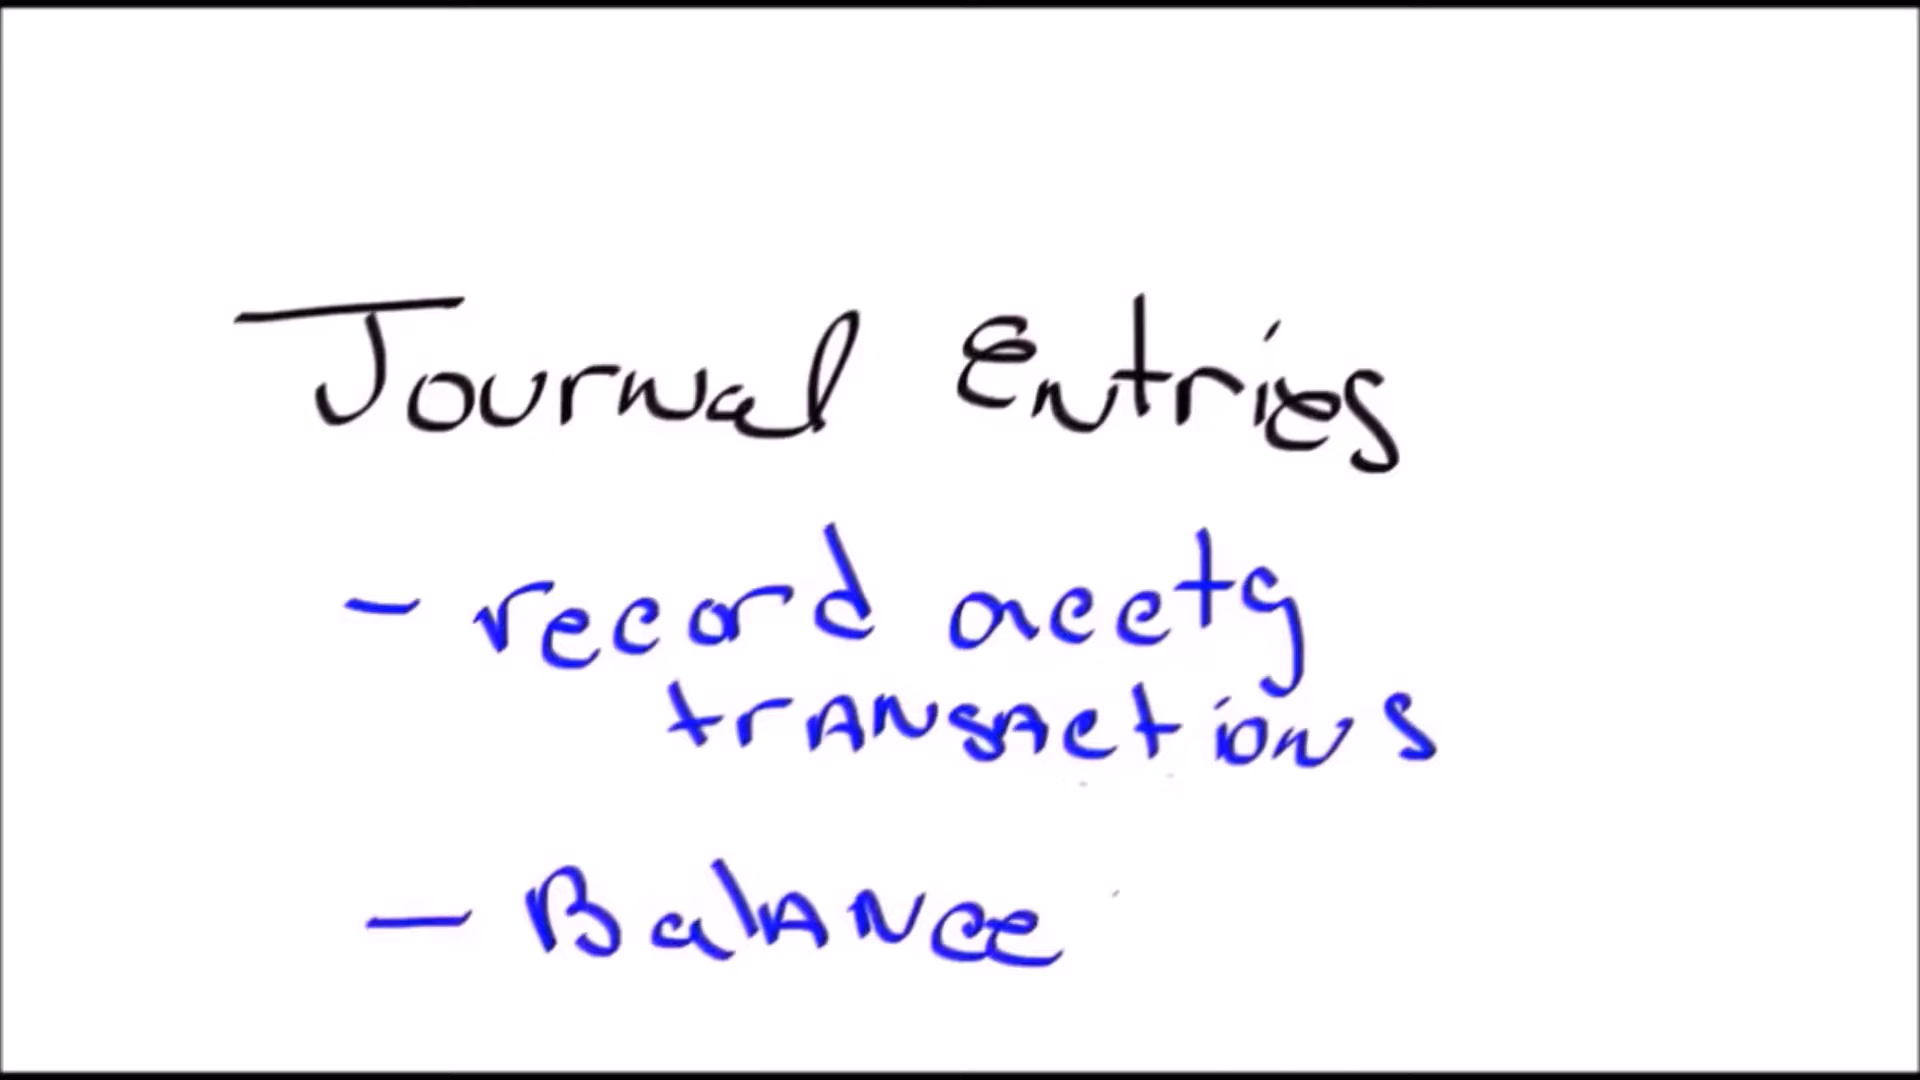 Journal Entries
- record acctg
transactions
- Balance